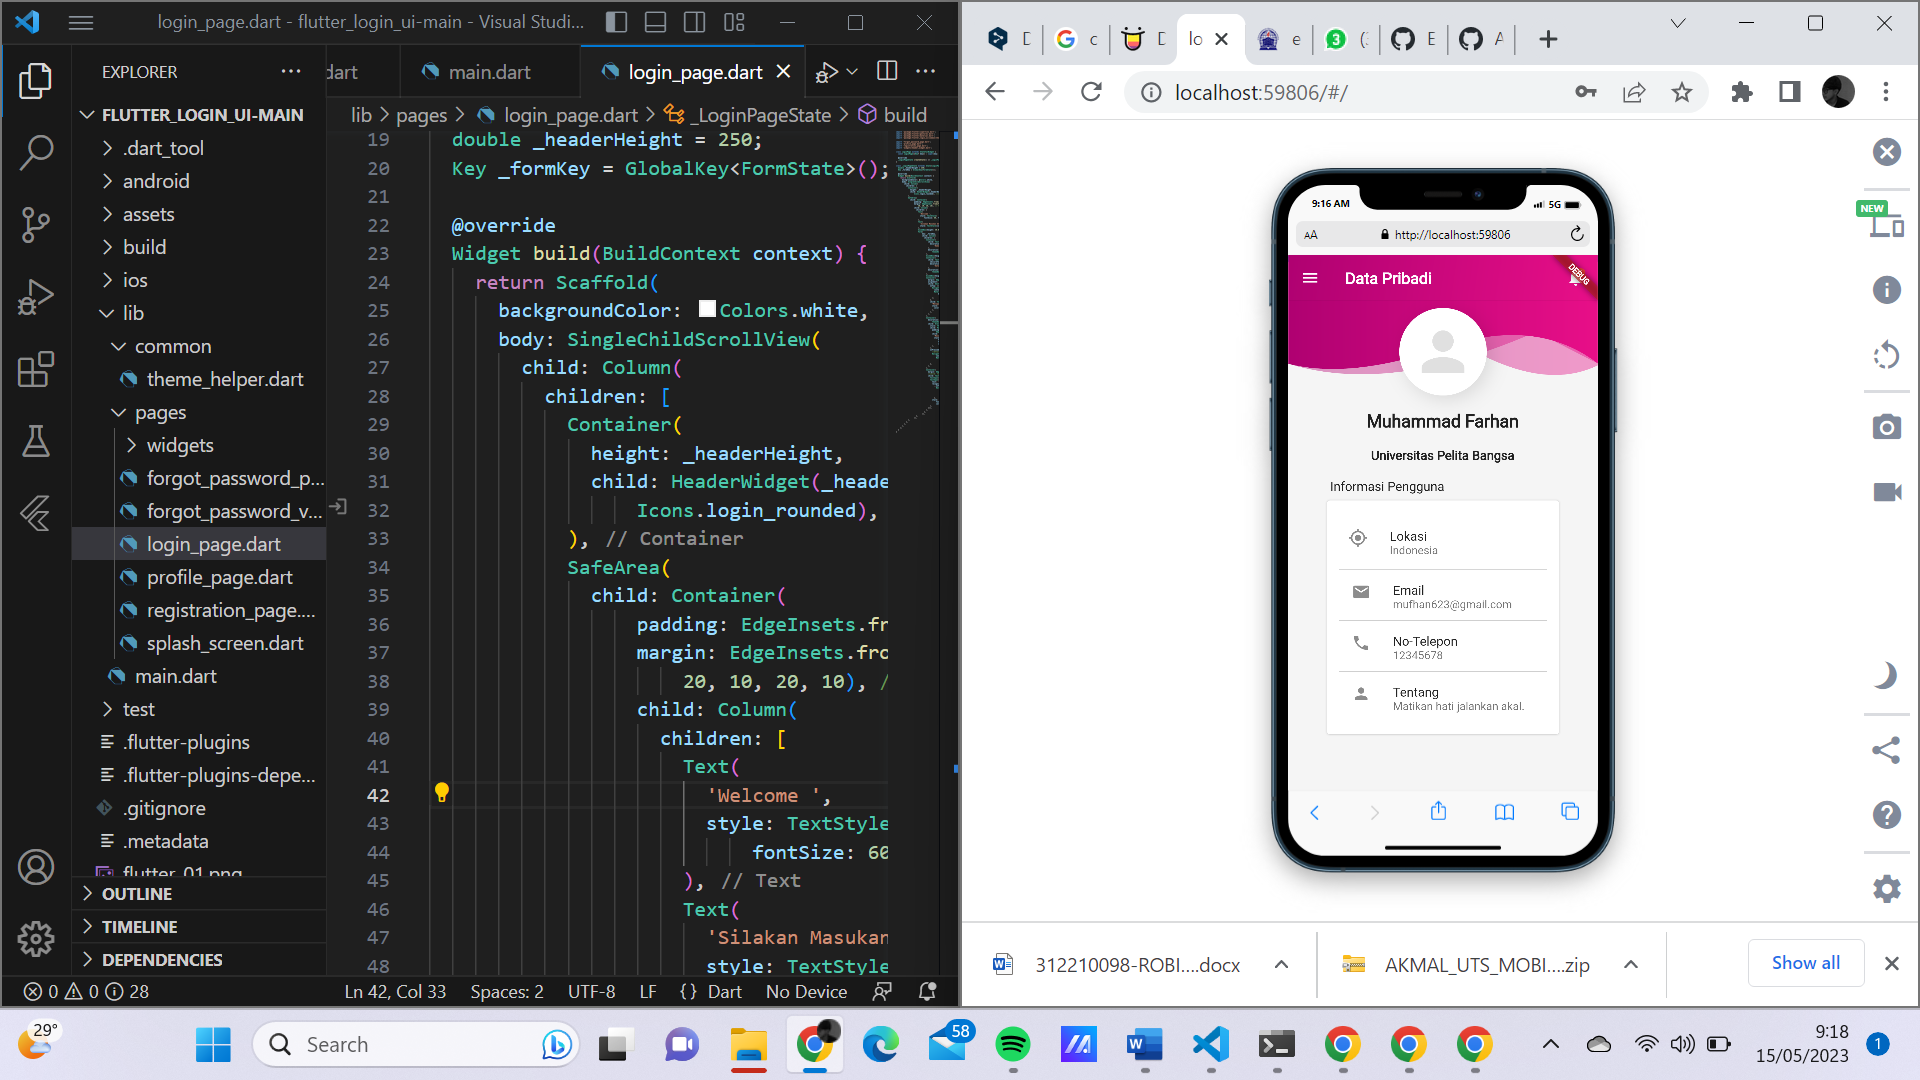 login_page.dart - flutter_login_ui-main - Visual Studi...
EXPLORER
dart
main.dart
login_page.dart
FLUTTER_LOGIN_UI-MAIN
lib > pages > login_page.dart > _LoginPageState > build
.dart_tool
android
assets
build
ios
lib
common
theme_helper.dart
pages
widgets
forgot_password_p...
forgot_password_v...
login_page.dart
profile_page.dart
registration_page....
splash_screen.dart
main.dart
test
.flutter-plugins
.flutter-plugins-depe...
.gitignore
.metadata
flutter_01.png
OUTLINE
TIMELINE
DEPENDENCIES
19 double _headerHeight = 250;
20 Key _formKey = GlobalKey<FormState>();
21
22 @override
23 Widget build(BuildContext context) {
24 return Scaffold(
25 backgroundColor: Colors.white,
26 body: SingleChildScrollView(
27 child: Column(
28 children: [
29 Container(
30 height: _headerHeight,
31 child: HeaderWidget(_heade
32 Icons.login_rounded),
33 ), // Container
34 SafeArea(
35 child: Container(
36 padding: EdgeInsets.fr
37 margin: EdgeInsets.fro
38 20, 10, 20, 10), /
39 child: Column(
40 children: [
41 Text(
42 'Welcome ',
43 style: TextStyle
44 fontSize: 60
45 ), // Text
46 Text(
47 'Silakan Masukan
48 style: TextStyle
0 0 28
Ln 42, Col 33
Spaces: 2
UTF-8
LF
{ } Dart
No Device
D
c
D
lo
e
3 (
E
A
localhost:59806/#/
NEW
9:16 AM
5G
AA
http://localhost:59806
Data Pribadi
DEBUG
Muhammad Farhan
Universitas Pelita Bangsa
Informasi Pengguna
Lokasi
Indonesia
Email
mufhan623@gmail.com
No-Telepon
12345678
Tentang
Matikan hati jalankan akal.
312210098-ROBI....docx
AKMAL_UTS_MOBI....zip
Show all
29°
Search
58
9:18
15/05/2023
1